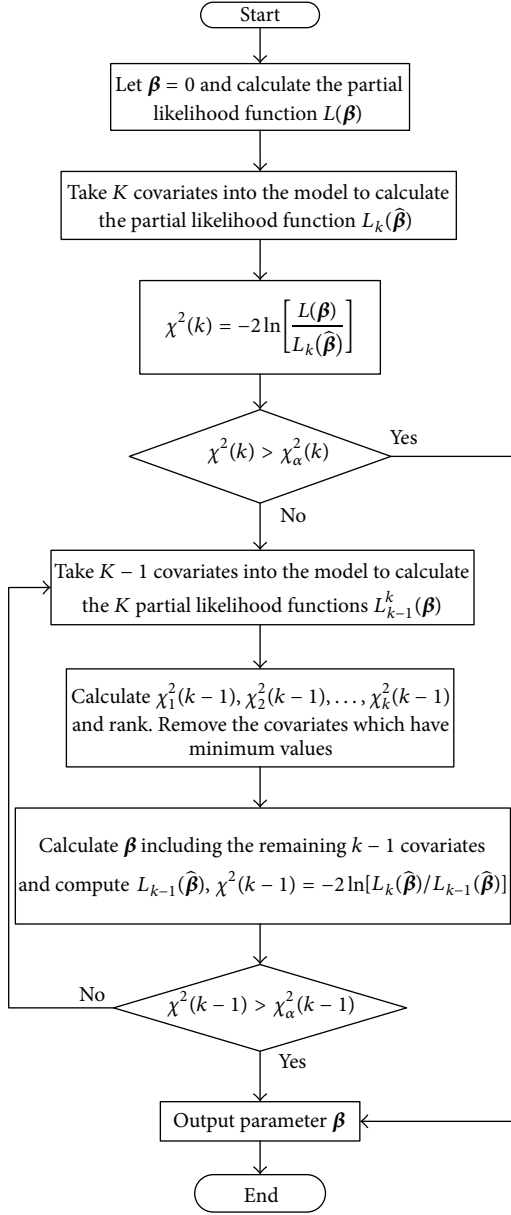 Start
Let β = 0 and calculate the partial
likelihood function L(β)
Take K covariates into the model to calculate
the partial likelihood function L_k(β̂)
χ²(k) = −2 ln[L(β)/L_k(β̂)]
χ²(k) > χ²_α(k)
Yes
No
Take K − 1 covariates into the model to calculate
the K partial likelihood functions L^k_{k−1}(β)
Calculate χ²_1(k−1), χ²_2(k−1), . . . , χ²_k(k−1)
and rank. Remove the covariates which have
minimum values
Calculate β including the remaining k − 1 covariates
and compute L_{k−1}(β̂), χ²(k − 1) = −2 ln[L_k(β̂)/L_{k−1}(β̂)]
No
χ²(k − 1) > χ²_α(k − 1)
Yes
Output parameter β
End